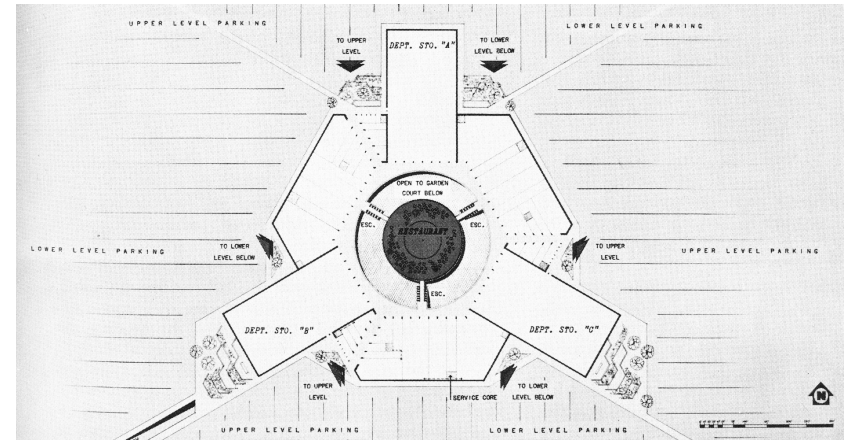 UPPER LEVEL PARKING
LOWER LEVEL PARKING
TO UPPER
LEVEL
DEPT. STO. "A"
TO LOWER
LEVEL BELOW
OPEN TO GARDEN
COURT BELOW
ESC.
RESTAURANT
ESC.
LOWER LEVEL PARKING
TO LOWER
LEVEL BELOW
TO UPPER
LEVEL
UPPER LEVEL PARKING
ESC.
DEPT. STO. "B"
DEPT. STO. "C"
TO UPPER
LEVEL
SERVICE CORE
TO LOWER
LEVEL BELOW
N
UPPER LEVEL PARKING
LOWER LEVEL PARKING